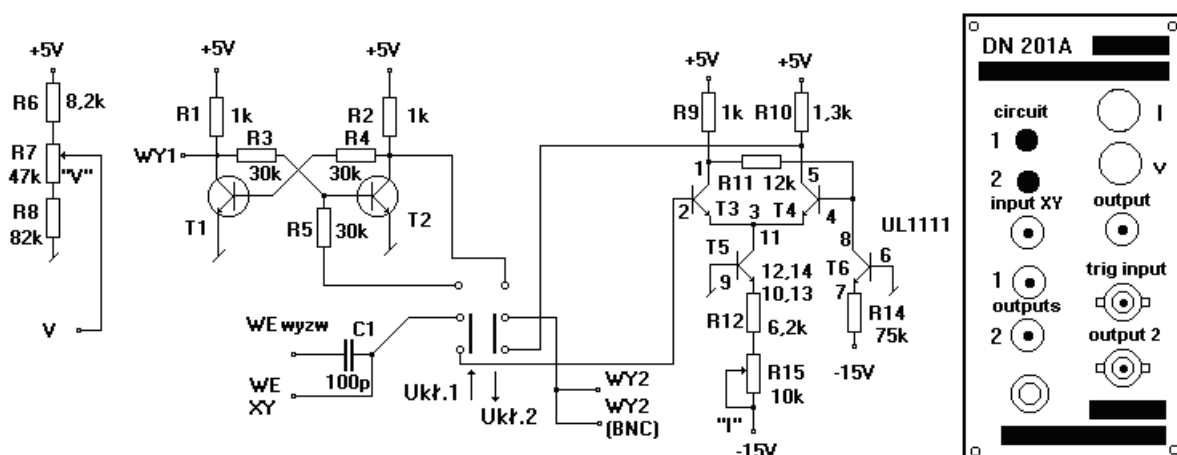 +5V
R6
8,2k
R7
47k
"V"
R8
82k
V
+5V
+5V
R1
1k
R2
1k
WY1
R3
30k
R4
30k
T1
T2
R5
30k
WE wyzw
C1
100p
WE
XY
Ukł.1
Ukł.2
WY2
WY2
(BNC)
+5V
+5V
R9
1k
R10
1,3k
1
R11
12k
5
2
T3
3
T4
4
T5
11
9
12,14
10,13
R12
6,2k
R15
10k
"I"
-15V
UL1111
8
6
T6
7
R14
75k
-15V
DN 201A
circuit
1
2
I
V
input XY
output
1
outputs
2
trig input
output 2